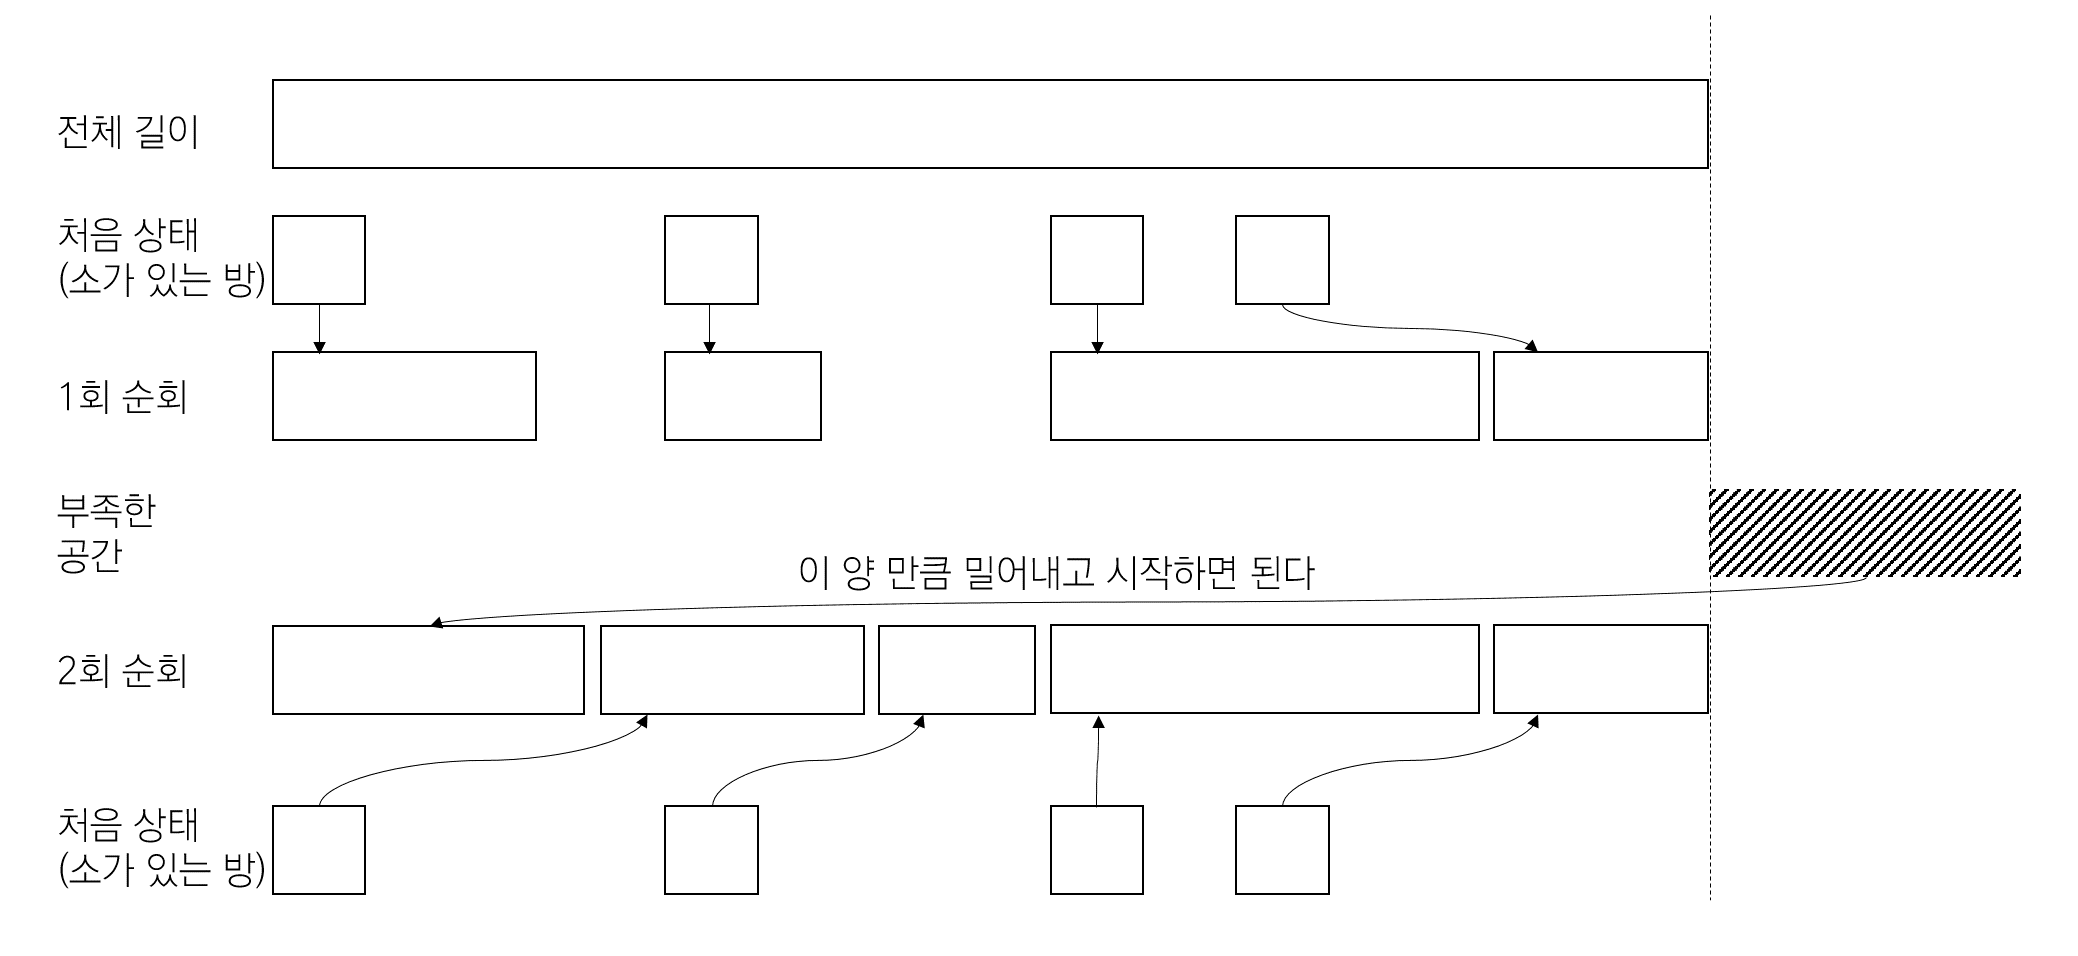 전체 길이
처음 상태
(소가 있는 방)
1회 순회
부족한
공간
이 양 만큼 밀어내고 시작하면 된다
2회 순회
처음 상태
(소가 있는 방)